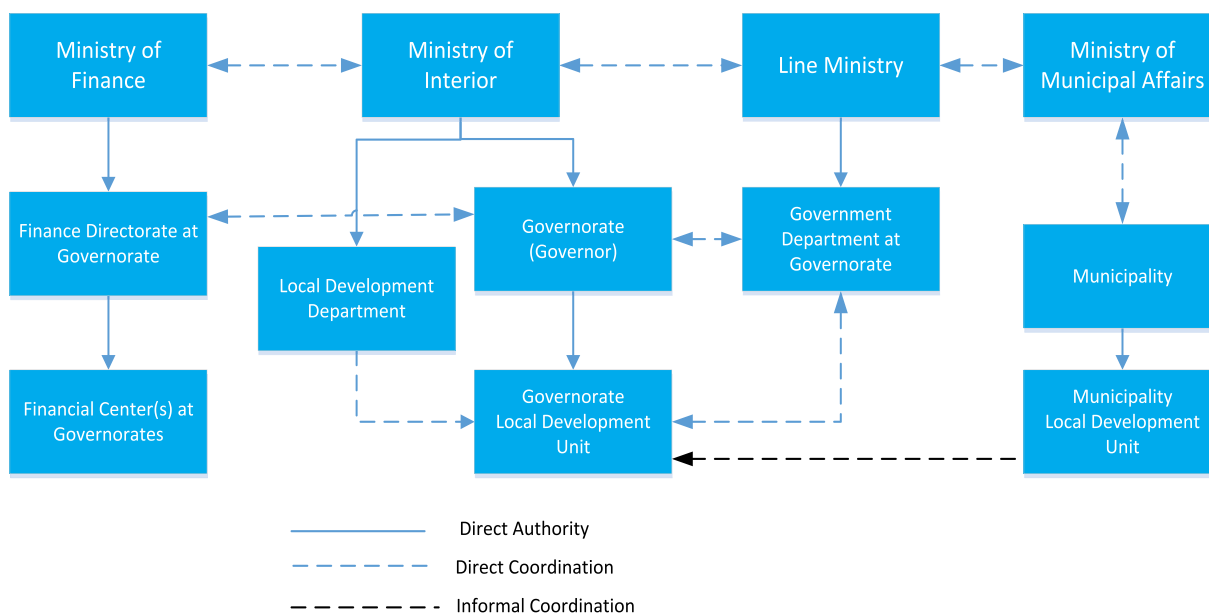 Ministry of
Finance
Ministry of
Interior
Line Ministry
Ministry of
Municipal Affairs
Finance Directorate at
Governorate
Local Development
Department
Governorate
(Governor)
Government
Department at
Governorate
Municipality
Financial Center(s) at
Governorates
Governorate
Local Development
Unit
Municipality
Local Development
Unit
Direct Authority
Direct Coordination
Informal Coordination